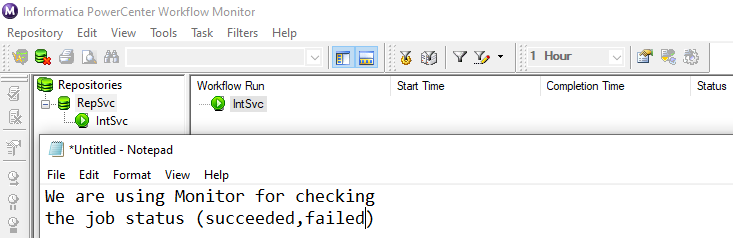 Informatica PowerCenter Workflow Monitor
Repository Edit View Tools Task Filters Help
1 Hour
Repositories
RepSvc
IntSvc
Workflow Run Start Time Completion Time Status
IntSvc
*Untitled - Notepad
File Edit Format View Help
We are using Monitor for checking
the job status (succeeded,failed)